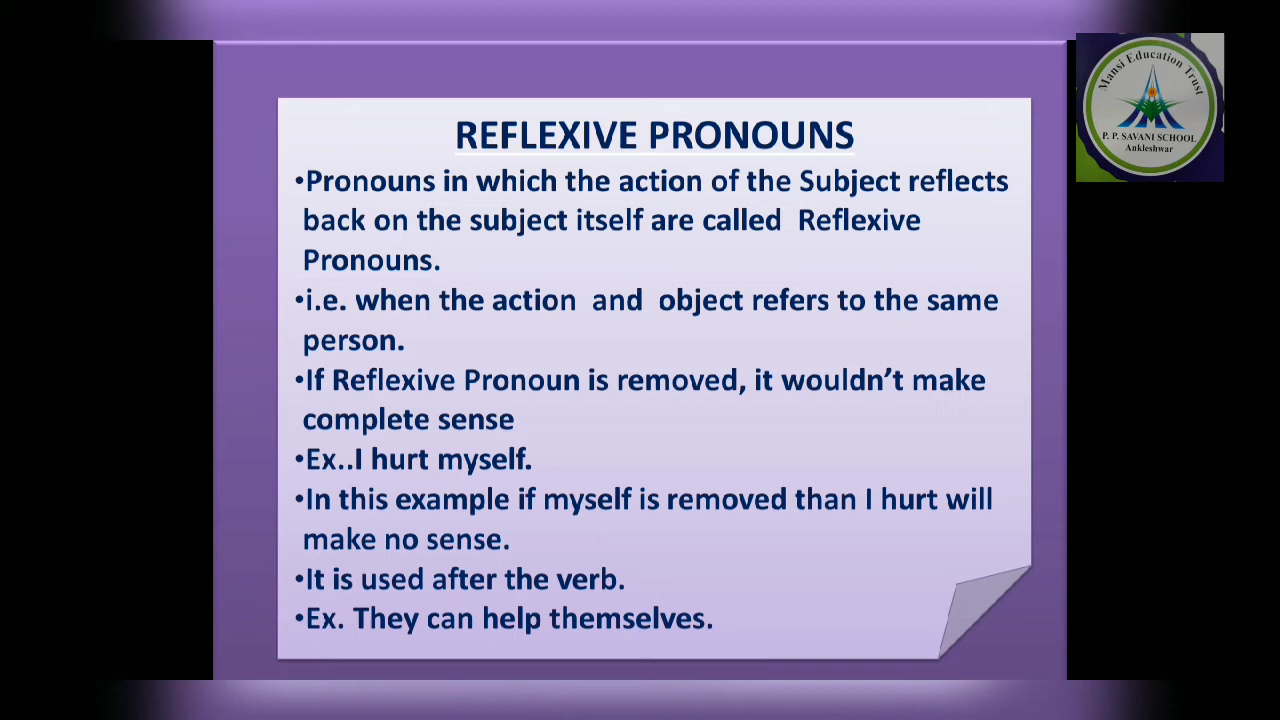 REFLEXIVE PRONOUNS
•Pronouns in which the action of the Subject reflects
back on the subject itself are called  Reflexive
Pronouns.
•i.e. when the action  and  object refers to the same
person.
•If Reflexive Pronoun is removed, it wouldn’t make
complete sense
•Ex..I hurt myself.
•In this example if myself is removed than I hurt will
make no sense.
•It is used after the verb.
•Ex. They can help themselves.
Mansi Education Trust
P. P. SAVANI SCHOOL
Ankleshwar